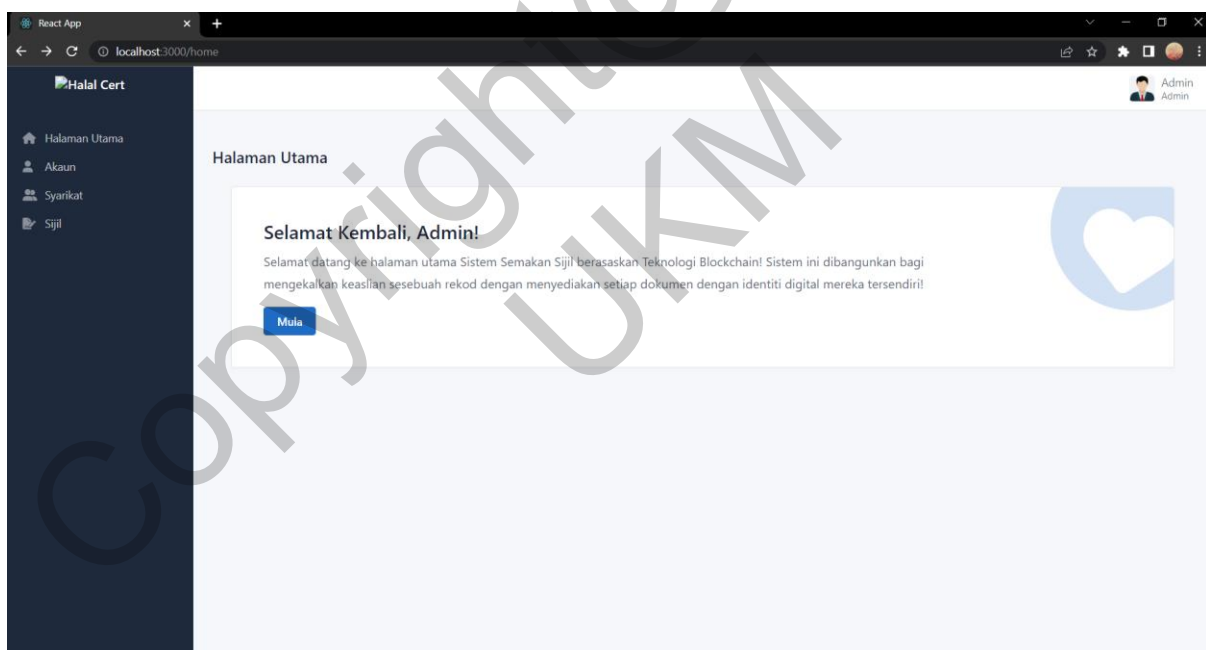 React App
localhost:3000/home
Halal Cert
Admin
Admin
Halaman Utama
Akaun
Syarikat
Sijil
Halaman Utama
Selamat Kembali, Admin!
Selamat datang ke halaman utama Sistem Semakan Sijil berasaskan Teknologi Blockchain! Sistem ini dibangunkan bagi
mengekalkan keaslian sesebuah rekod dengan menyediakan setiap dokumen dengan identiti digital mereka tersendiri!
Mula
UKM